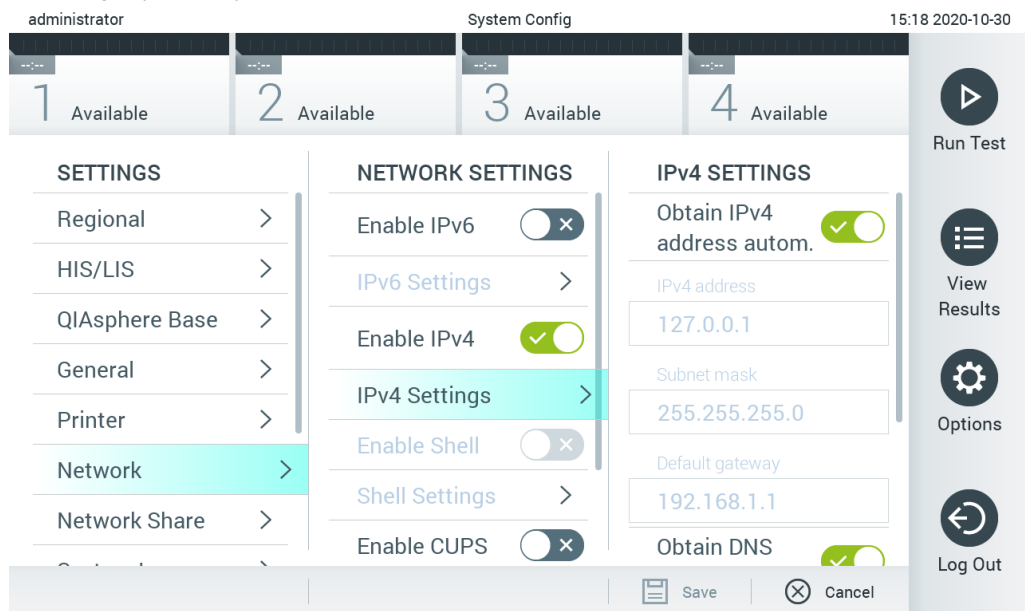 administrator
System Config
15:18 2020-10-30
--:--
--:--
--:--
--:--
1 Available
2 Available
3 Available
4 Available
Run Test
View
Results
Options
Log Out
SETTINGS
Regional
HIS/LIS
QIAsphere Base
General
Printer
Network
Network Share
NETWORK SETTINGS
Enable IPv6
IPv6 Settings
Enable IPv4
IPv4 Settings
Enable Shell
Shell Settings
Enable CUPS
IPv4 SETTINGS
Obtain IPv4
address autom.
IPv4 address
127.0.0.1
Subnet mask
255.255.255.0
Default gateway
192.168.1.1
Obtain DNS
Save
Cancel